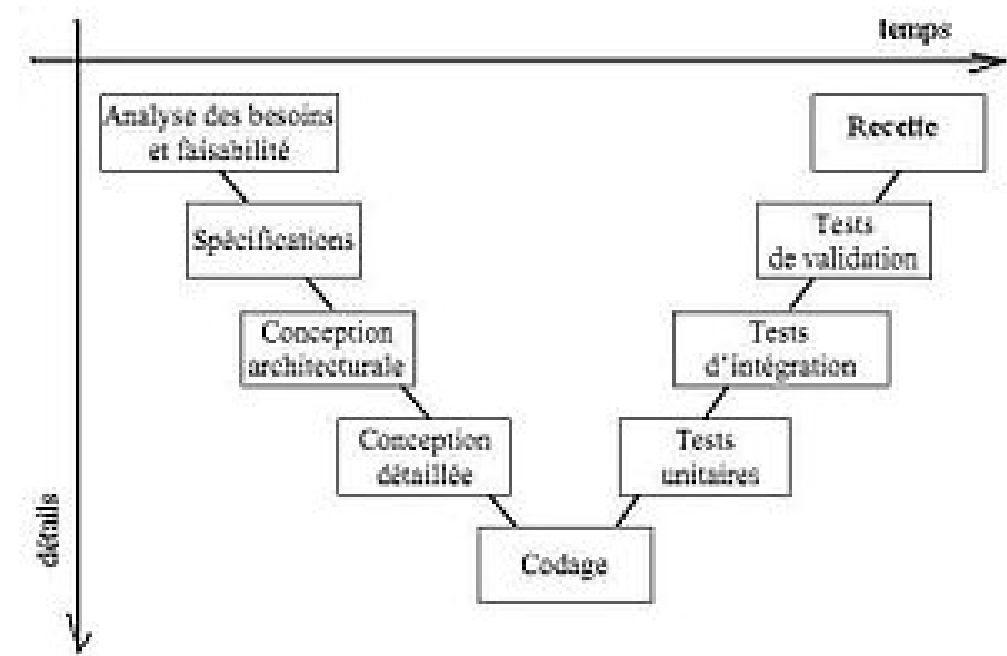 temps
Analyse des besoins
et faisabilité
Recette
Spécifications
Tests
de validation
Conception
architecturale
Tests
d'intégration
Conception
détaillée
Tests
unitaires
détails
Codage